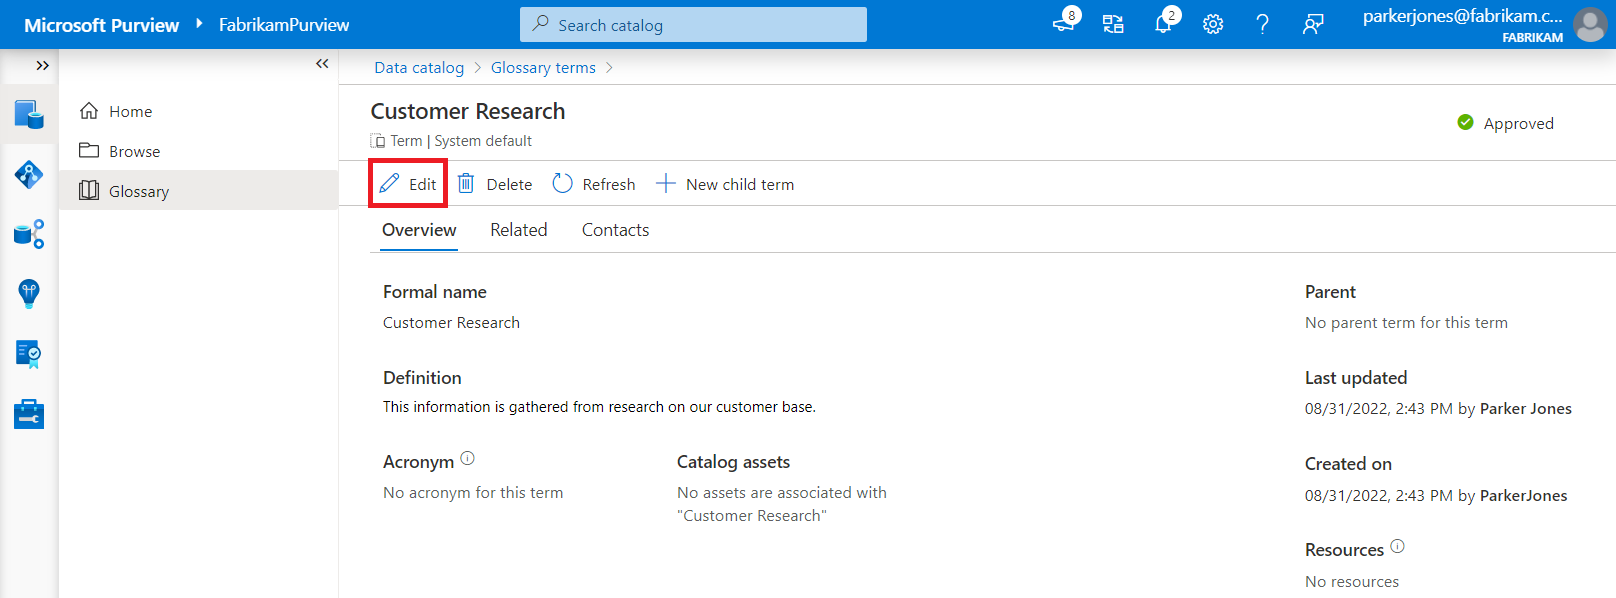 Microsoft Purview FabrikamPurview
Search catalog
8
2
parkerjones@fabrikam.c...
FABRIKAM
Home
Browse
Glossary
Data catalog > Glossary terms >
Customer Research
Term | System default
Approved
Edit Delete Refresh New child term
Overview Related Contacts
Formal name
Customer Research
Definition
This information is gathered from research on our customer base.
Acronym
No acronym for this term
Catalog assets
No assets are associated with
"Customer Research"
Parent
No parent term for this term
Last updated
08/31/2022, 2:43 PM by Parker Jones
Created on
08/31/2022, 2:43 PM by ParkerJones
Resources
No resources